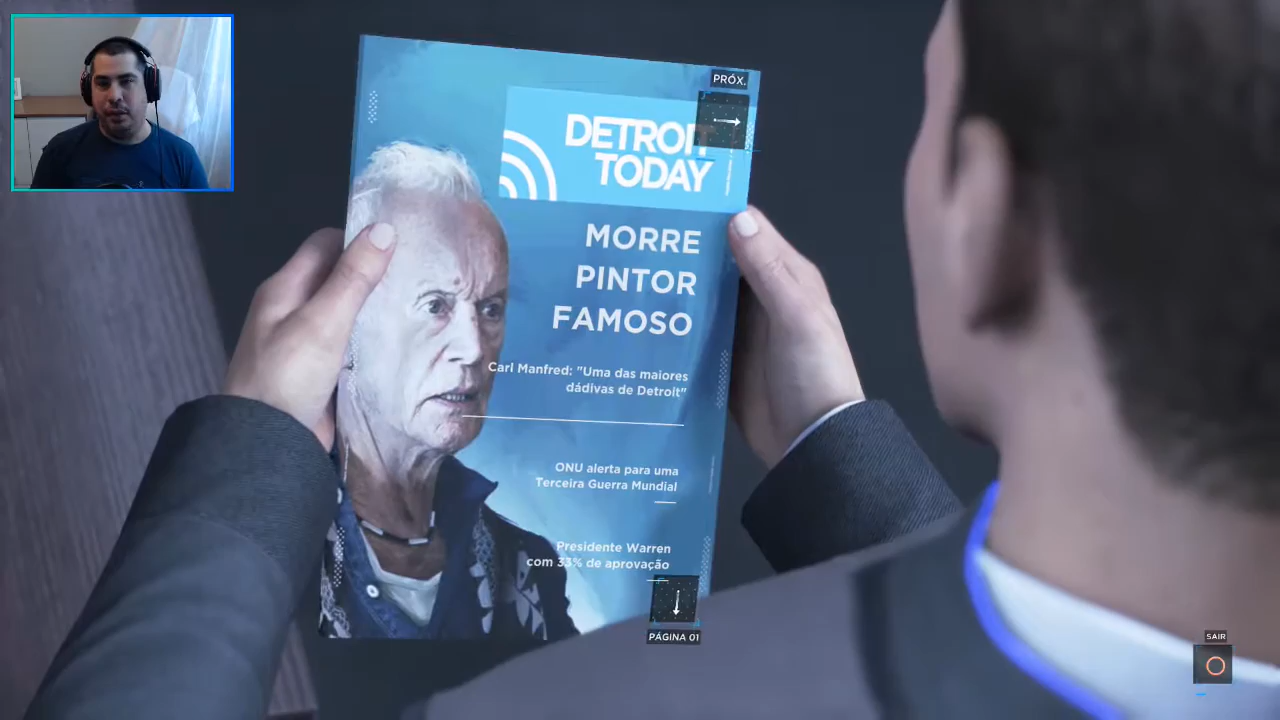 PRÓX.
DETROIT
TODAY
MORRE
PINTOR
FAMOSO
Carl Manfred: "Uma das maiores
dádivas de Detroit"
ONU alerta para uma
Terceira Guerra Mundial
Presidente Warren
com 33% de aprovação
PÁGINA 01
SAIR